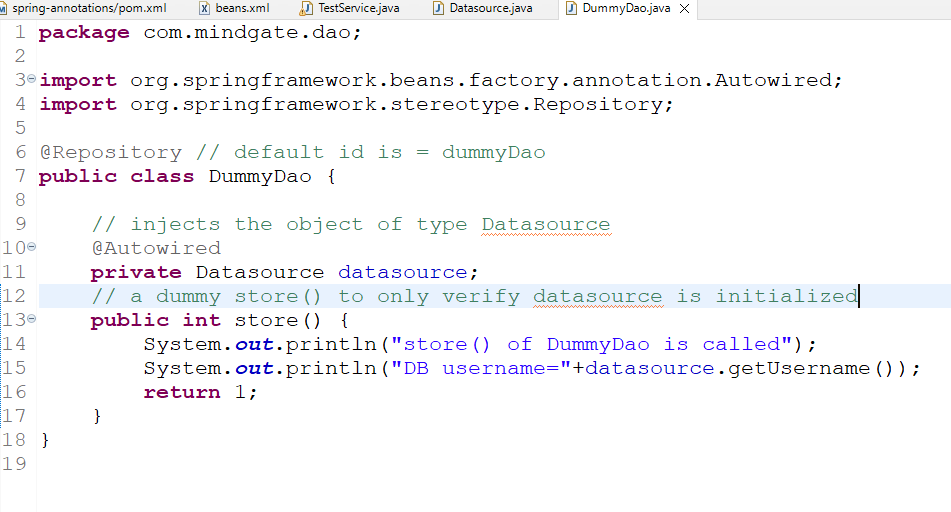 spring-annotations/pom.xml beans.xml TestService.java Datasource.java DummyDao.java
1 package com.mindgate.dao;
2
3 import org.springframework.beans.factory.annotation.Autowired;
4 import org.springframework.stereotype.Repository;
5
6 @Repository // default id is = dummyDao
7 public class DummyDao {
8
9 // injects the object of type Datasource
10 @Autowired
11 private Datasource datasource;
12 // a dummy store() to only verify datasource is initialized
13 public int store() {
14 System.out.println("store() of DummyDao is called");
15 System.out.println("DB username="+datasource.getUsername());
16 return 1;
17 }
18 }
19